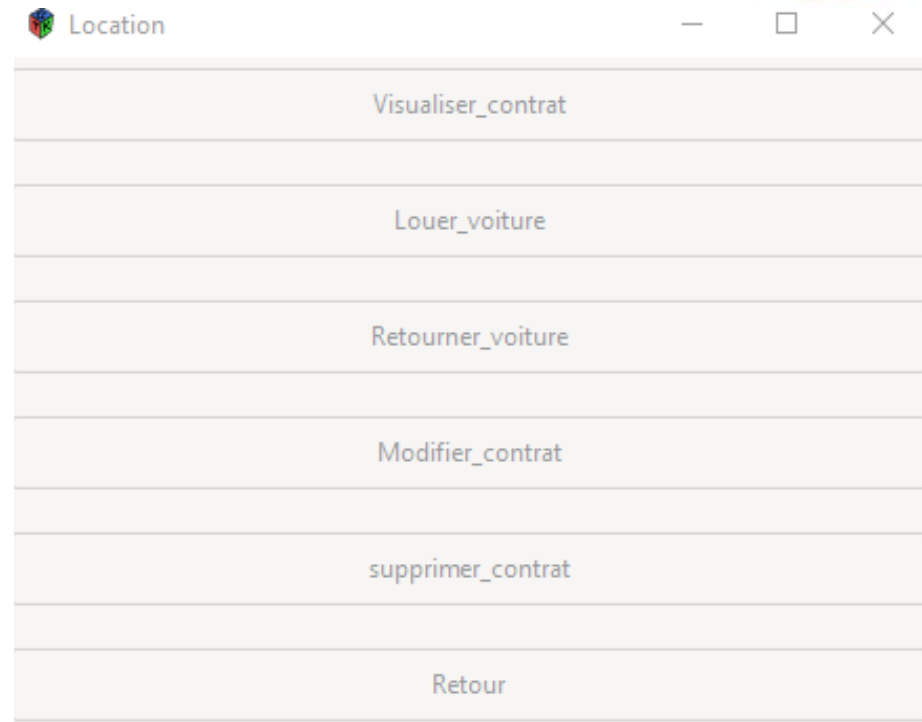 Location
Visualiser_contrat
Louer_voiture
Retourner_voiture
Modifier_contrat
supprimer_contrat
Retour